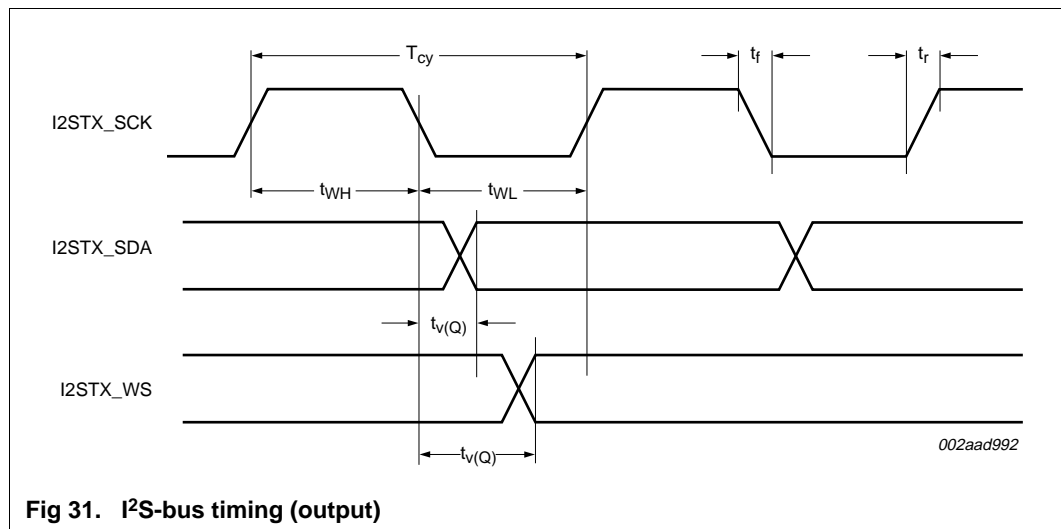 T_cy t_f t_r
I2STX_SCK
t_WH t_WL
I2STX_SDA
t_v(Q)
I2STX_WS
t_v(Q)
002aad992
Fig 31. I²S-bus timing (output)